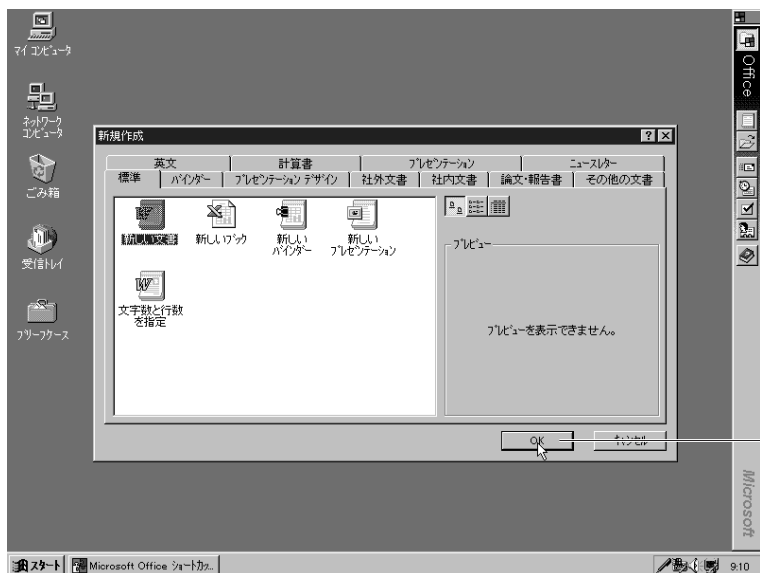 マイ コンピュータ
ネットワーク
コンピュータ
ごみ箱
受信トレイ
ブリーフケース
新規作成
英文
計算書
プレゼンテーション
ニュースレター
標準
バインダー
プレゼンテーション デザイン
社外文書
社内文書
論文・報告書
その他の文書
新しい文書
新しいブック
新しい
バインダー
新しい
プレゼンテーション
文字数と行数
を指定
プレビュー
プレビューを表示できません。
OK
キャンセル
Office
Microsoft
スタート
Microsoft Office ショートカッ..
9:10